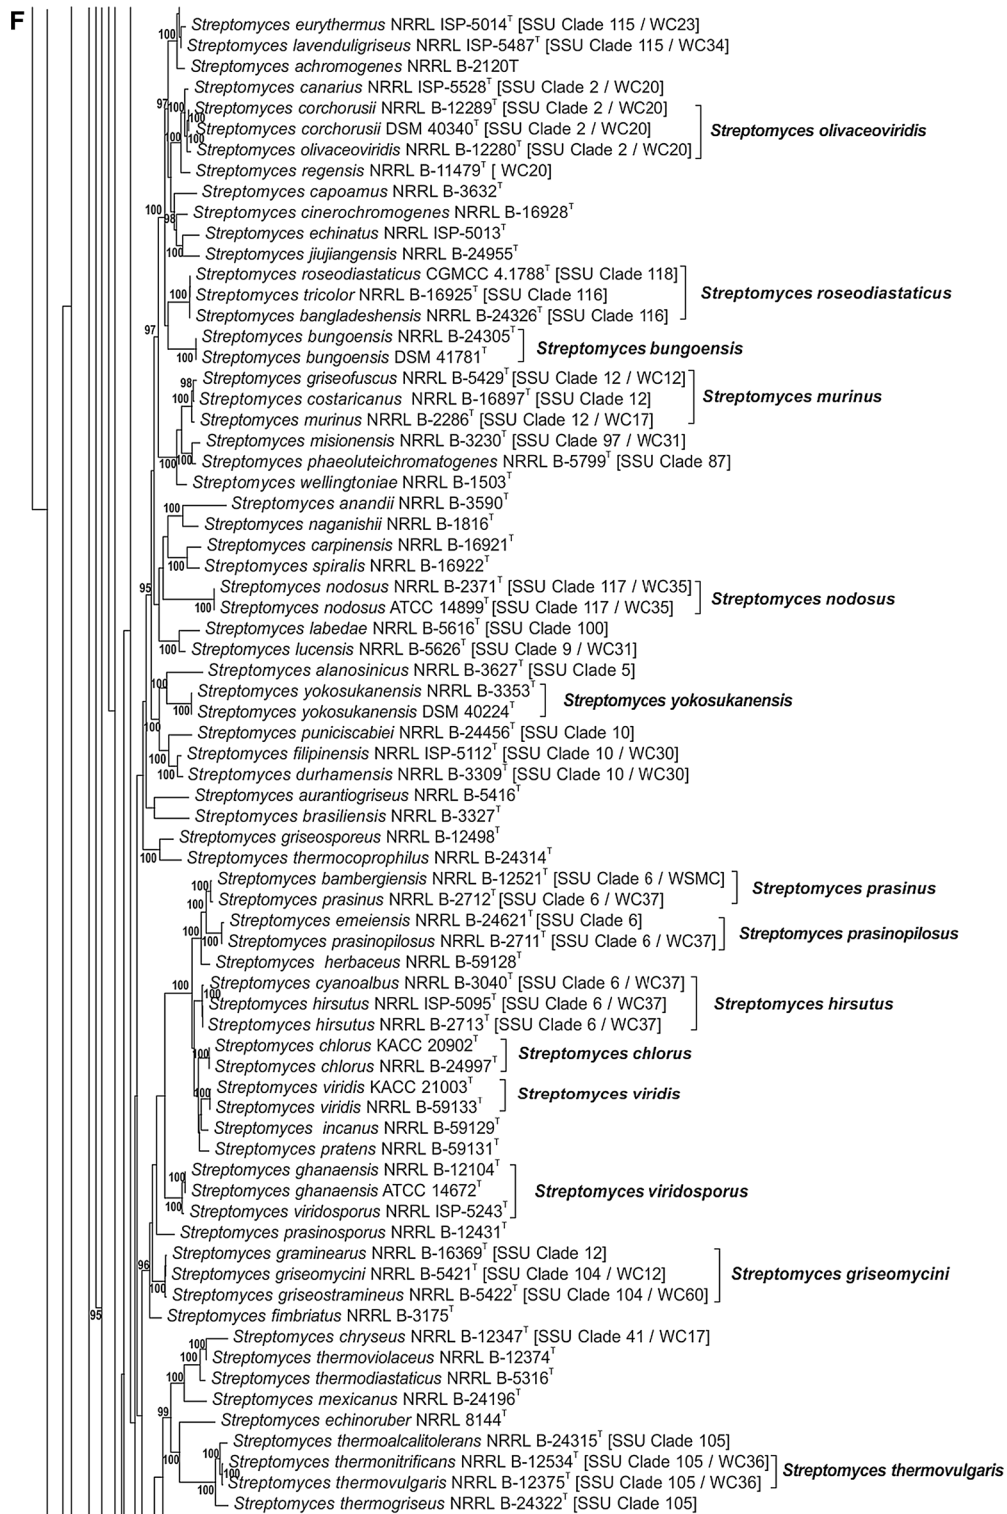 F
Streptomyces eurythermus NRRL ISP-5014T [SSU Clade 115 / WC23]
Streptomyces lavenduligriseus NRRL ISP-5487T [SSU Clade 115 / WC34]
100
Streptomyces achromogenes NRRL B-2120T
Streptomyces canarius NRRL ISP-5528T [SSU Clade 2 / WC20]
97
100
Streptomyces corchorusii NRRL B-12289T [SSU Clade 2 / WC20]
100
Streptomyces corchorusii DSM 40340T [SSU Clade 2 / WC20]
Streptomyces olivaceoviridis
100
100
Streptomyces olivaceoviridis NRRL B-12280T [SSU Clade 2 / WC20]
Streptomyces regensis NRRL B-11479T [ WC20]
Streptomyces capoamus NRRL B-3632T
100
98
Streptomyces cinerochromogenes NRRL B-16928T
Streptomyces echinatus NRRL ISP-5013T
100
Streptomyces jiujiangensis NRRL B-24955T
Streptomyces roseodiastaticus CGMCC 4.1788T [SSU Clade 118]
100
Streptomyces tricolor NRRL B-16925T [SSU Clade 116]
Streptomyces roseodiastaticus
Streptomyces bangladeshensis NRRL B-24326T [SSU Clade 116]
97
Streptomyces bungoensis NRRL B-24305T
100
Streptomyces bungoensis DSM 41781T
Streptomyces bungoensis
98
Streptomyces griseofuscus NRRL B-5429T [SSU Clade 12 / WC12]
100
Streptomyces costaricanus NRRL B-16897T [SSU Clade 12]
Streptomyces murinus
Streptomyces murinus NRRL B-2286T [SSU Clade 12 / WC17]
Streptomyces misionensis NRRL B-3230T [SSU Clade 97 / WC31]
100
100
Streptomyces phaeoluteichromatogenes NRRL B-5799T [SSU Clade 87]
Streptomyces wellingtoniae NRRL B-1503T
100
Streptomyces anandii NRRL B-3590T
Streptomyces naganishii NRRL B-1816T
Streptomyces carpinensis NRRL B-16921T
100
Streptomyces spiralis NRRL B-16922T
95
Streptomyces nodosus NRRL B-2371T [SSU Clade 117 / WC35]
100
Streptomyces nodosus ATCC 14899T [SSU Clade 117 / WC35]
Streptomyces nodosus
Streptomyces labedae NRRL B-5616T [SSU Clade 100]
100
Streptomyces lucensis NRRL B-5626T [SSU Clade 9 / WC31]
Streptomyces alanosinicus NRRL B-3627T [SSU Clade 5]
100
Streptomyces yokosukanensis NRRL B-3353T
100
Streptomyces yokosukanensis DSM 40224T
Streptomyces yokosukanensis
100
Streptomyces puniciscabiei NRRL B-24456T [SSU Clade 10]
100
Streptomyces filipinensis NRRL ISP-5112T [SSU Clade 10 / WC30]
100
Streptomyces durhamensis NRRL B-3309T [SSU Clade 10 / WC30]
Streptomyces aurantiogriseus NRRL B-5416T
Streptomyces brasiliensis NRRL B-3327T
Streptomyces griseosporeus NRRL B-12498T
100
Streptomyces thermocoprophilus NRRL B-24314T
100
Streptomyces bambergiensis NRRL B-12521T [SSU Clade 6 / WSMC]
100
Streptomyces prasinus NRRL B-2712T [SSU Clade 6 / WC37]
Streptomyces prasinus
Streptomyces emeiensis NRRL B-24621T [SSU Clade 6]
100
100
Streptomyces prasinopilosus NRRL B-2711T [SSU Clade 6 / WC37]
Streptomyces prasinopilosus
Streptomyces herbaceus NRRL B-59128T
100
Streptomyces cyanoalbus NRRL B-3040T [SSU Clade 6 / WC37]
100
Streptomyces hirsutus NRRL ISP-5095T [SSU Clade 6 / WC37]
Streptomyces hirsutus
Streptomyces hirsutus NRRL B-2713T [SSU Clade 6 / WC37]
Streptomyces chlorus KACC 20902T
100
Streptomyces chlorus NRRL B-24997T
Streptomyces chlorus
Streptomyces viridis KACC 21003T
100
Streptomyces viridis NRRL B-59133T
Streptomyces viridis
Streptomyces incanus NRRL B-59129T
Streptomyces pratens NRRL B-59131T
100
Streptomyces ghanaensis NRRL B-12104T
Streptomyces ghanaensis ATCC 14672T
Streptomyces viridosporus
100
Streptomyces viridosporus NRRL ISP-5243T
Streptomyces prasinosporus NRRL B-12431T
96
Streptomyces graminearus NRRL B-16369T [SSU Clade 12]
Streptomyces griseomycini NRRL B-5421T [SSU Clade 104 / WC12]
Streptomyces griseomycini
100
Streptomyces griseostramineus NRRL B-5422T [SSU Clade 104 / WC60]
95
Streptomyces fimbriatus NRRL B-3175T
100
Streptomyces chryseus NRRL B-12347T [SSU Clade 41 / WC17]
100
Streptomyces thermoviolaceus NRRL B-12374T
100
Streptomyces thermodiastaticus NRRL B-5316T
Streptomyces mexicanus NRRL B-24196T
99
Streptomyces echinoruber NRRL 8144T
Streptomyces thermoalcalitolerans NRRL B-24315T [SSU Clade 105]
100
100
Streptomyces thermonitrificans NRRL B-12534T [SSU Clade 105 / WC36]
Streptomyces thermovulgaris
100
100
Streptomyces thermovulgaris NRRL B-12375T [SSU Clade 105 / WC36]
Streptomyces thermogriseus NRRL B-24322T [SSU Clade 105]